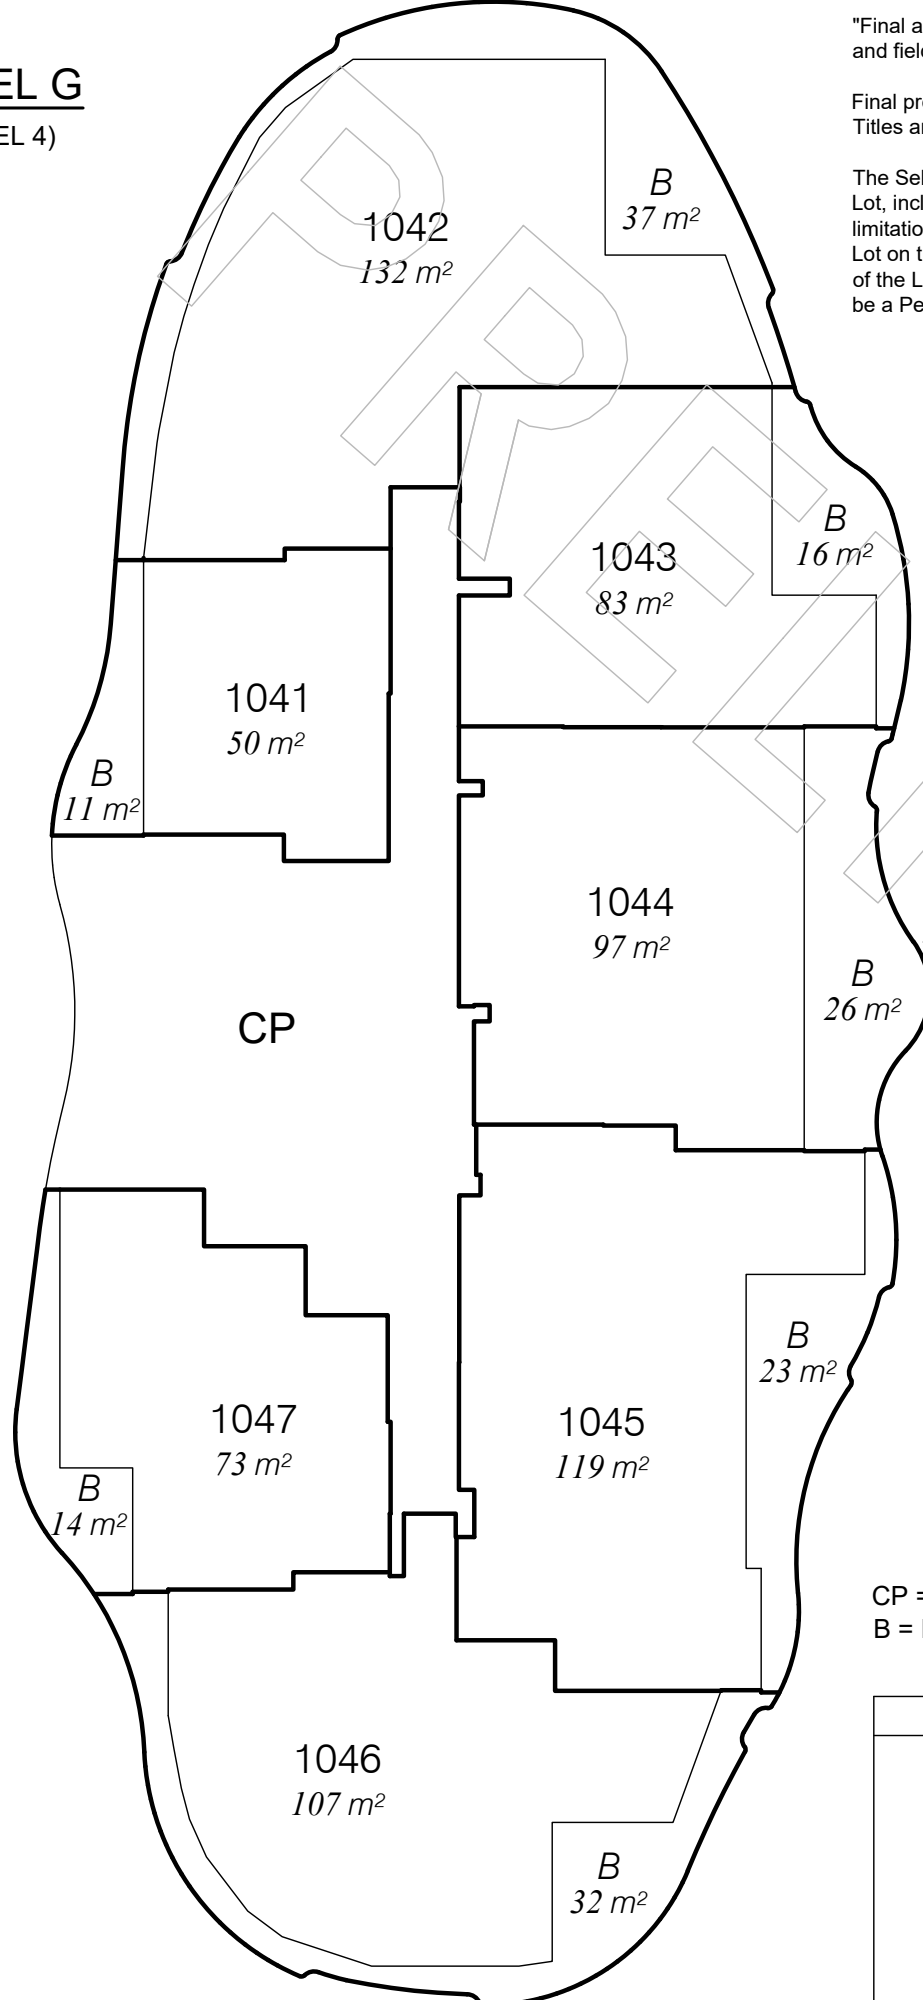 EL G
EL 4)
"Final a
and field
Final pr
Titles a
The Sel
Lot, incl
limitatio
Lot on t
of the L
be a Pe
1042
132 m²
B
37 m²
1043
83 m²
B
16 m²
1041
50 m²
B
11 m²
1044
97 m²
B
26 m²
CP
1045
119 m²
B
23 m²
1047
73 m²
B
14 m²
1046
107 m²
B
32 m²
CP =
B =
PREL